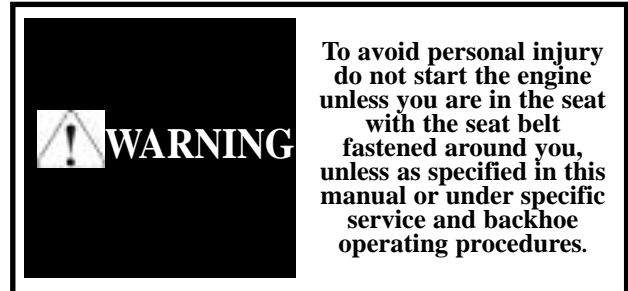 WARNING
To avoid personal injury
do not start the engine
unless you are in the seat
with the seat belt
fastened around you,
unless as specified in this
manual or under specific
service and backhoe
operating procedures.